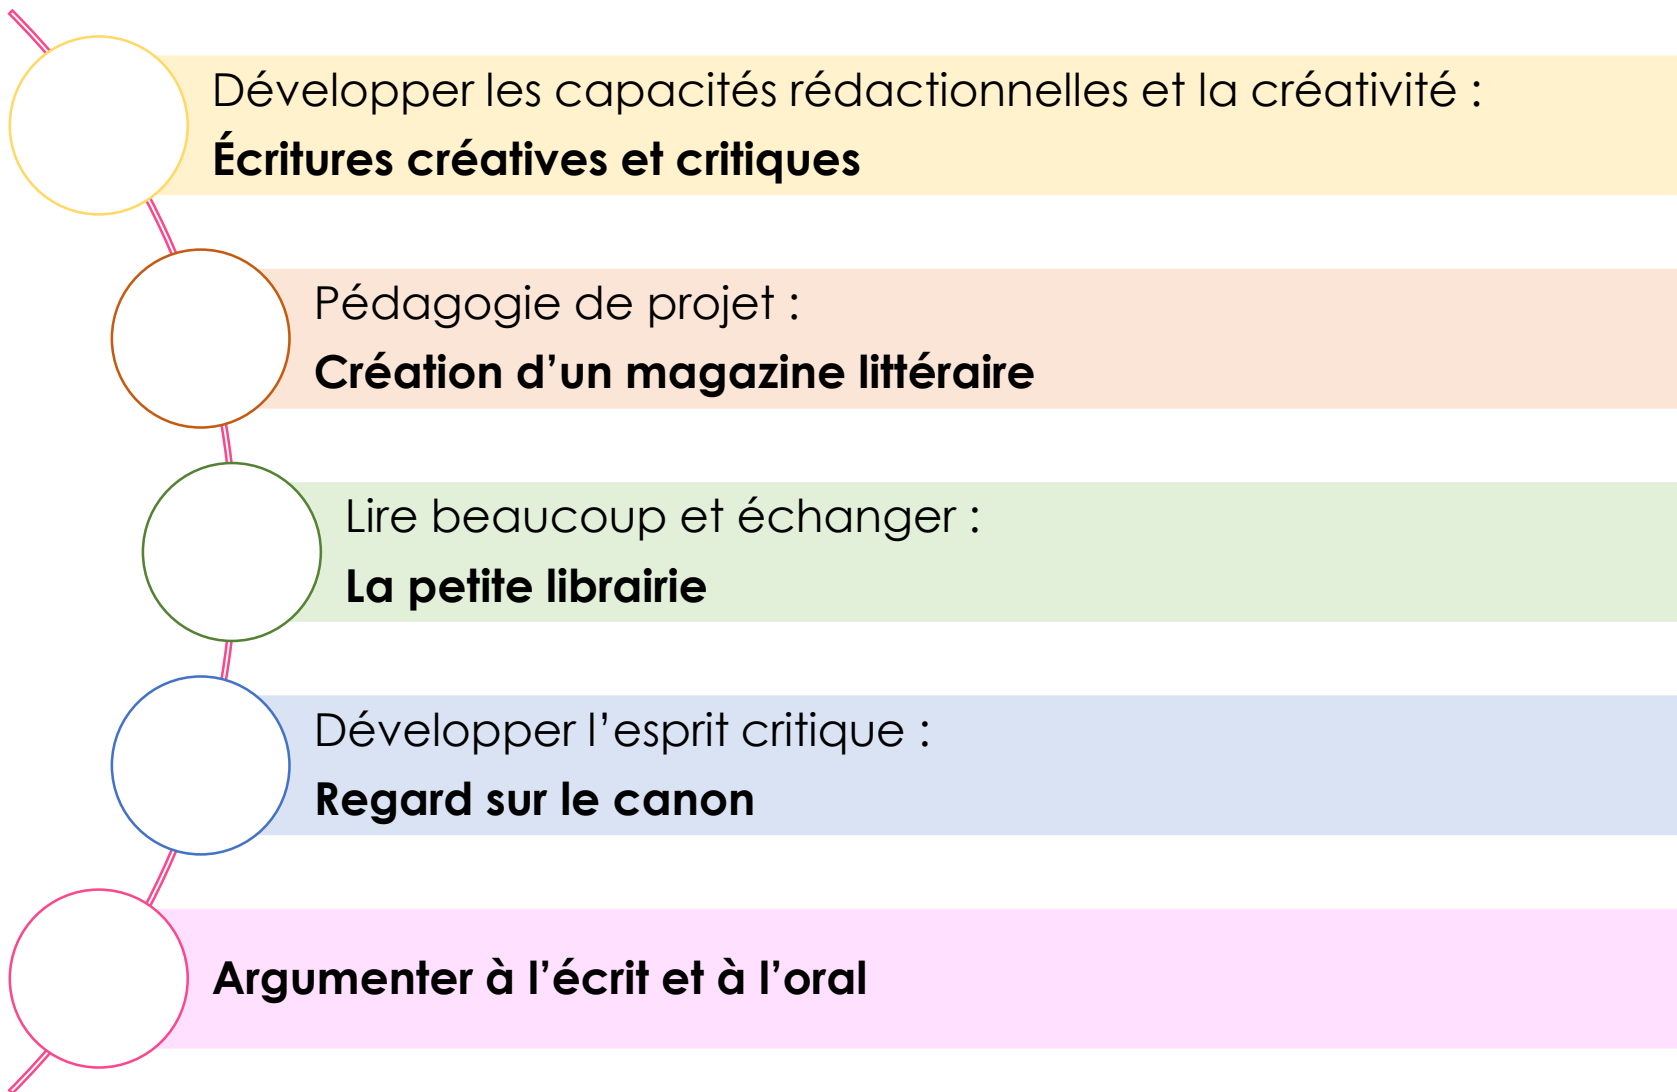 Développer les capacités rédactionnelles et la créativité :
Écritures créatives et critiques
Pédagogie de projet :
Création d’un magazine littéraire
Lire beaucoup et échanger :
La petite librairie
Développer l’esprit critique :
Regard sur le canon
Argumenter à l’écrit et à l’oral